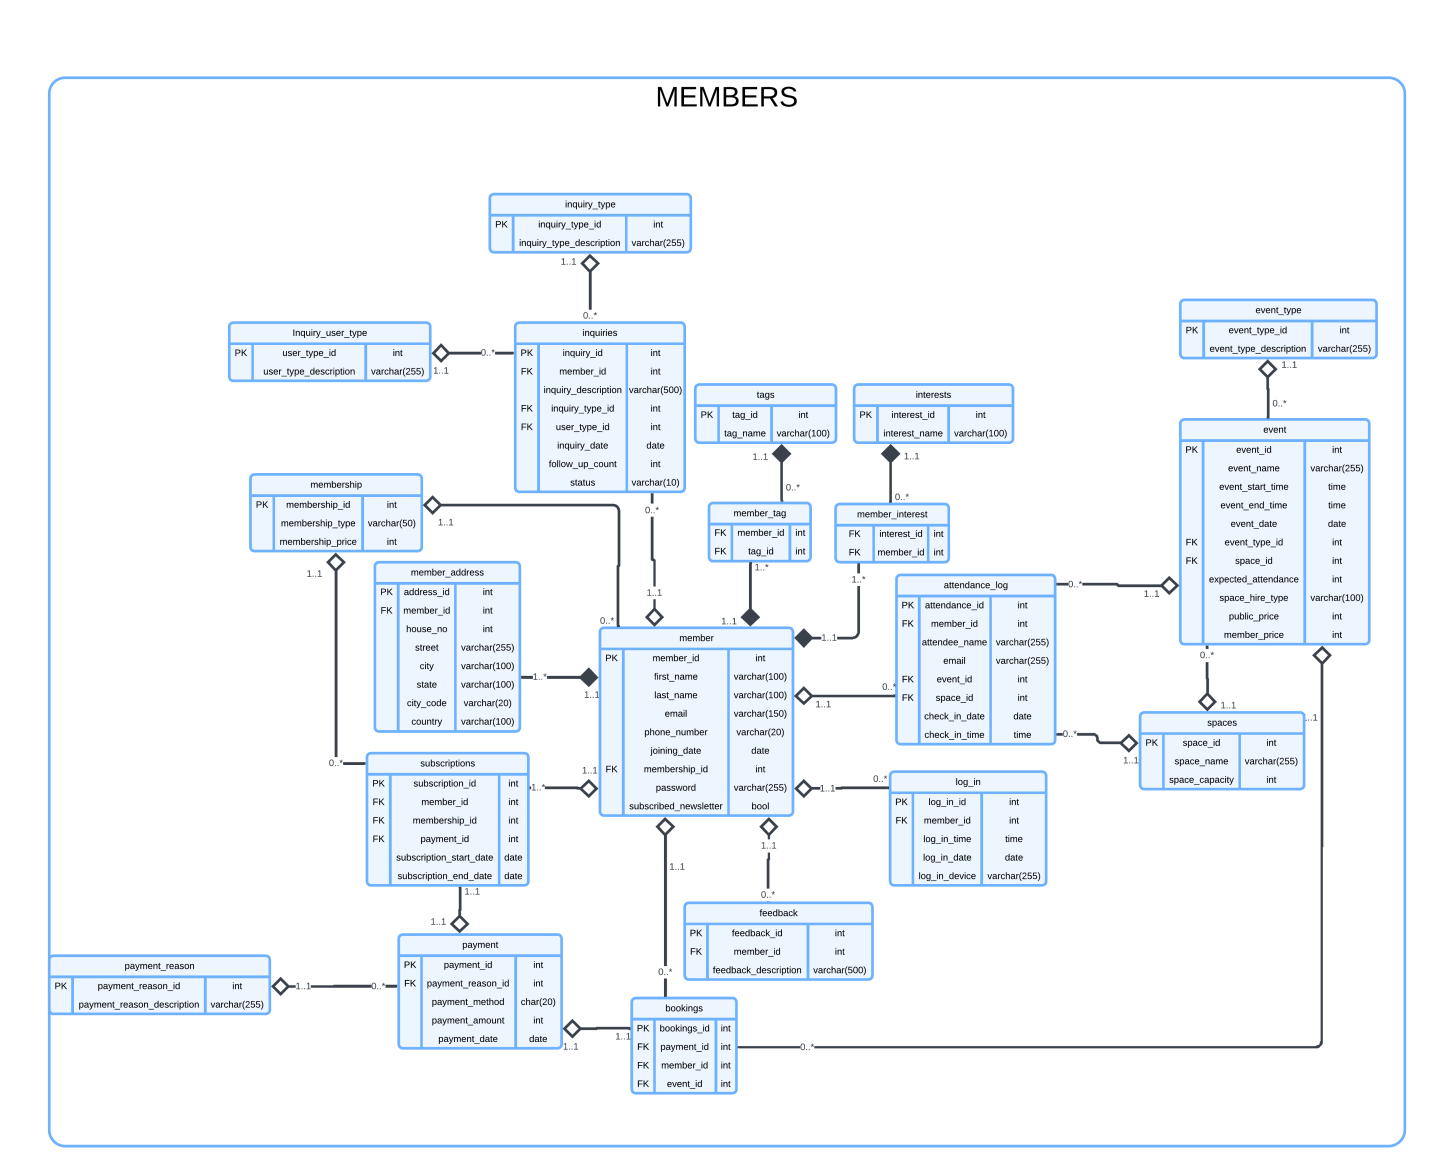 MEMBERS
inquiry_type
PK inquiry_type_id int
inquiry_type_description varchar(255)
1..1
0..*
Inquiry_user_type
PK user_type_id int
user_type_description varchar(255)
1..1
0..*
inquiries
PK inquiry_id int
FK member_id int
inquiry_description varchar(500)
FK inquiry_type_id int
FK user_type_id int
inquiry_date date
follow_up_count int
status varchar(10)
0..*
1..1
tags
PK tag_id int
tag_name varchar(100)
1..1
0..*
interests
PK interest_id int
interest_name varchar(100)
1..1
0..*
event_type
PK event_type_id int
event_type_description varchar(255)
1..1
0..*
event
PK event_id int
event_name varchar(255)
event_start_time time
event_end_time time
event_date date
FK event_type_id int
FK space_id int
expected_attendance int
space_hire_type varchar(100)
public_price int
member_price int
0..*
1..1
membership
PK membership_id int
membership_type varchar(50)
membership_price int
1..1
1..1
0..*
0..*
member_tag
FK member_id int
FK tag_id int
1..*
1..1
member_interest
FK interest_id int
FK member_id int
1..*
1..1
member_address
PK address_id int
FK member_id int
house_no int
street varchar(255)
city varchar(100)
state varchar(100)
city_code varchar(20)
country varchar(100)
1..*
1..1
attendance_log
PK attendance_id int
FK member_id int
attendee_name varchar(255)
email varchar(255)
FK event_id int
FK space_id int
check_in_date date
check_in_time time
0..*
1..1
0..*
1..1
0..*
1..1
member
PK member_id int
first_name varchar(100)
last_name varchar(100)
email varchar(150)
phone_number varchar(20)
joining_date date
FK membership_id int
password varchar(255)
subscribed_newsletter bool
spaces
PK space_id int
space_name varchar(255)
space_capacity int
...1
subscriptions
PK subscription_id int
FK member_id int
FK membership_id int
FK payment_id int
subscription_start_date date
subscription_end_date date
1..*
1..1
1..1
1..1
log_in
PK log_in_id int
FK member_id int
log_in_time time
log_in_date date
log_in_device varchar(255)
1..1
0..*
feedback
PK feedback_id int
FK member_id int
feedback_description varchar(500)
1..1
0..*
payment_reason
PK payment_reason_id int
payment_reason_description varchar(255)
1..1
0..*
payment
PK payment_id int
FK payment_reason_id int
payment_method char(20)
payment_amount int
payment_date date
1..1
1..1
bookings
PK bookings_id int
FK payment_id int
FK member_id int
FK event_id int
1..1
0..*
0..*